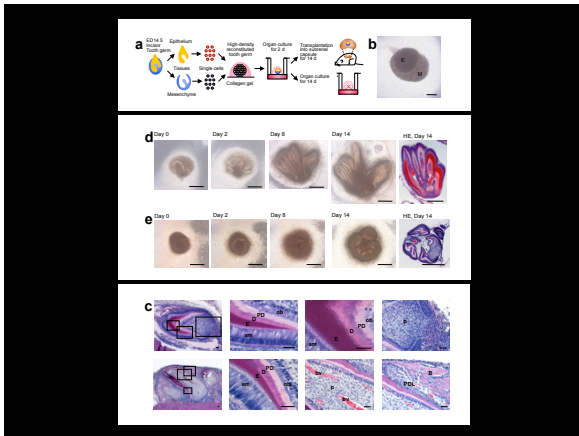 a
ED14.5
Incisor
Tooth germ
Epithelium
Tissues
Mesenchyme
Single cells
High-density
reconstituted
tooth germ
Collagen gel
Organ culture
for 2 d
Transplantation
into subrenal
capsule
for 14 d
Organ culture
for 14 d
b
E
M
d
Day 0
Day 2
Day 8
Day 14
HE, Day 14
e
Day 0
Day 2
Day 8
Day 14
HE, Day 14
c
ob
PD
D
E
am
ob
PD
D
E
P
PD
D
E
am
ob
bv
P
bv
B
PDL